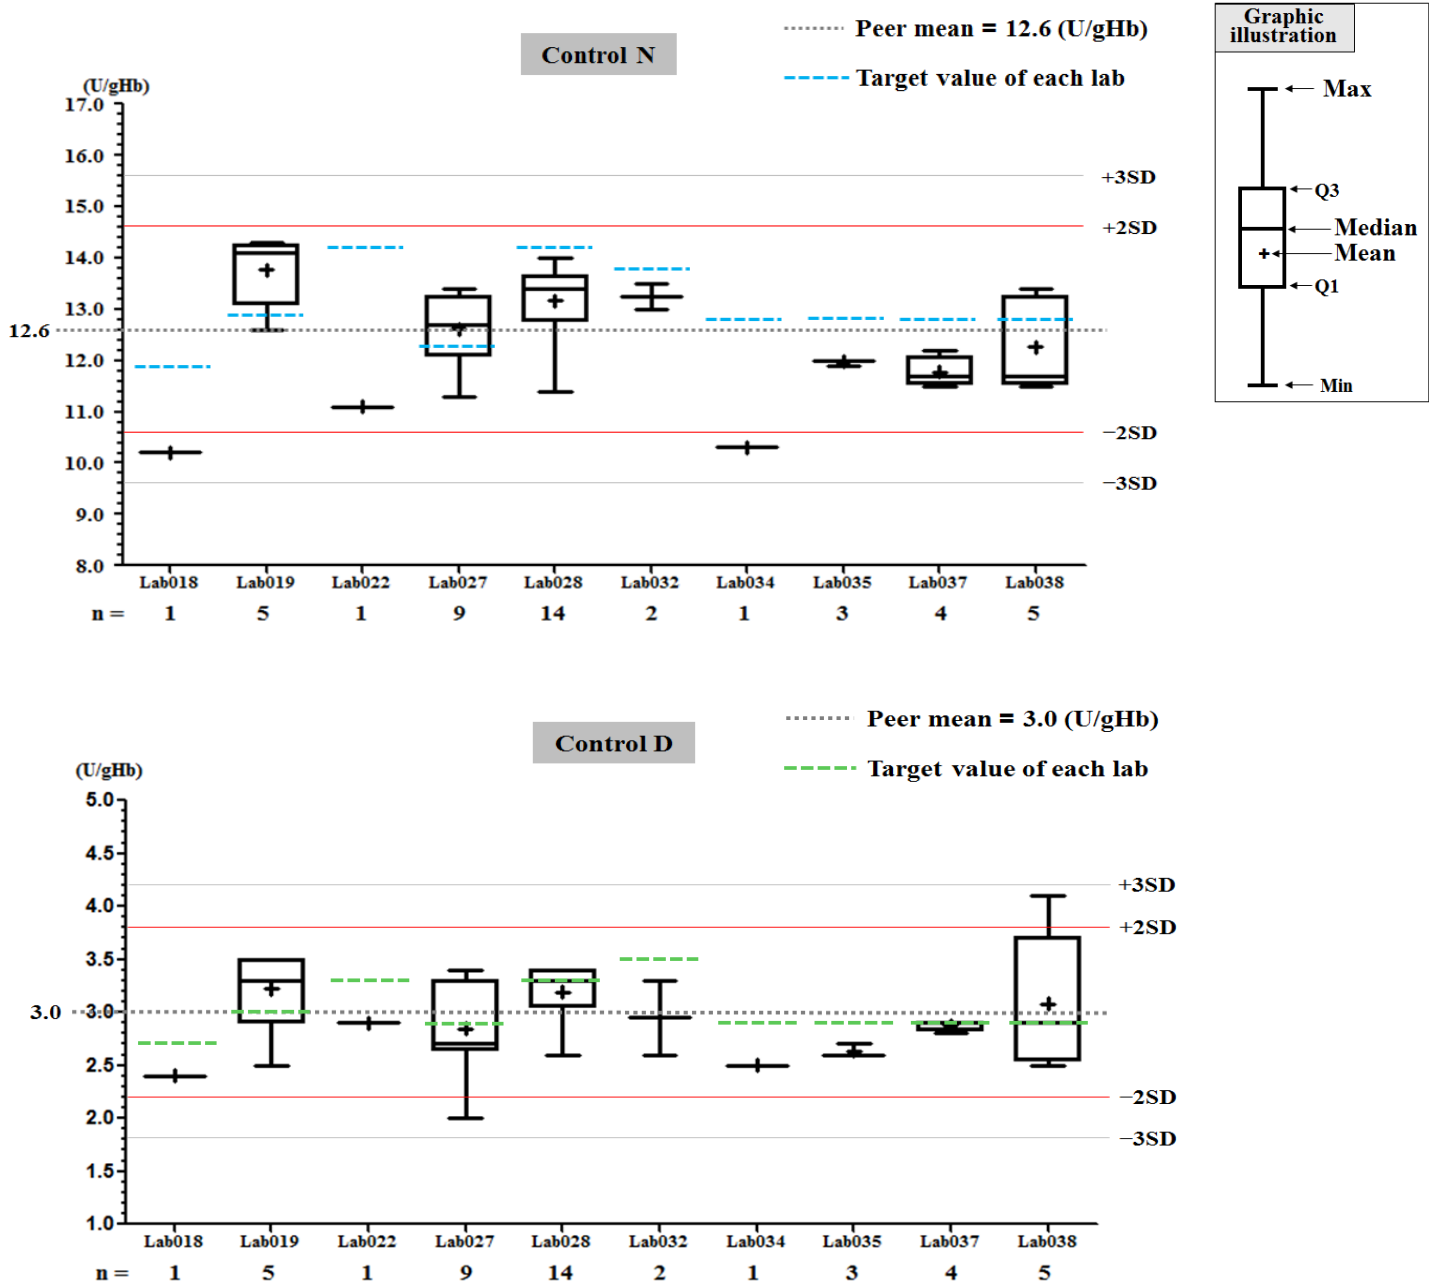 Control N
Peer mean = 12.6 (U/gHb)
Target value of each lab
(U/gHb)
17.0
16.0
15.0
14.0
13.0
12.6
12.0
11.0
10.0
9.0
8.0
+3SD
+2SD
−2SD
−3SD
Lab018 Lab019 Lab022 Lab027 Lab028 Lab032 Lab034 Lab035 Lab037 Lab038
n = 1 5 1 9 14 2 1 3 4 5
Graphic
illustration
Max
Q3
Median
Mean
Q1
Min
Control D
Peer mean = 3.0 (U/gHb)
Target value of each lab
(U/gHb)
5.0
4.5
4.0
3.5
3.0 3.0
2.5
2.0
1.5
1.0
+3SD
+2SD
−2SD
−3SD
Lab018 Lab019 Lab022 Lab027 Lab028 Lab032 Lab034 Lab035 Lab037 Lab038
n = 1 5 1 9 14 2 1 3 4 5